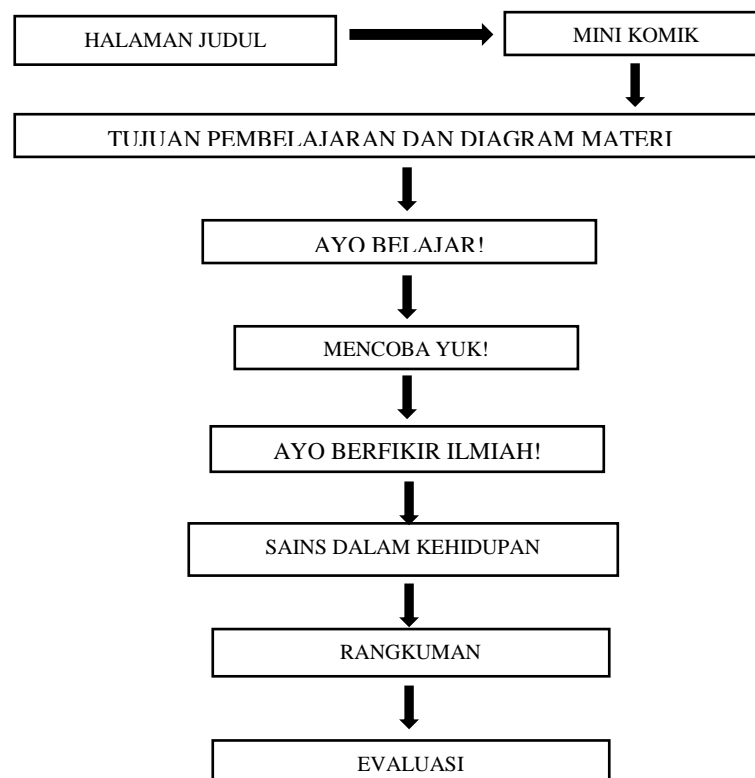 HALAMAN JUDUL
MINI KOMIK
TUJUAN PEMBELAJARAN DAN DIAGRAM MATERI
AYO BELAJAR!
MENCOBA YUK!
AYO BERFIKIR ILMIAH!
SAINS DALAM KEHIDUPAN
RANGKUMAN
EVALUASI